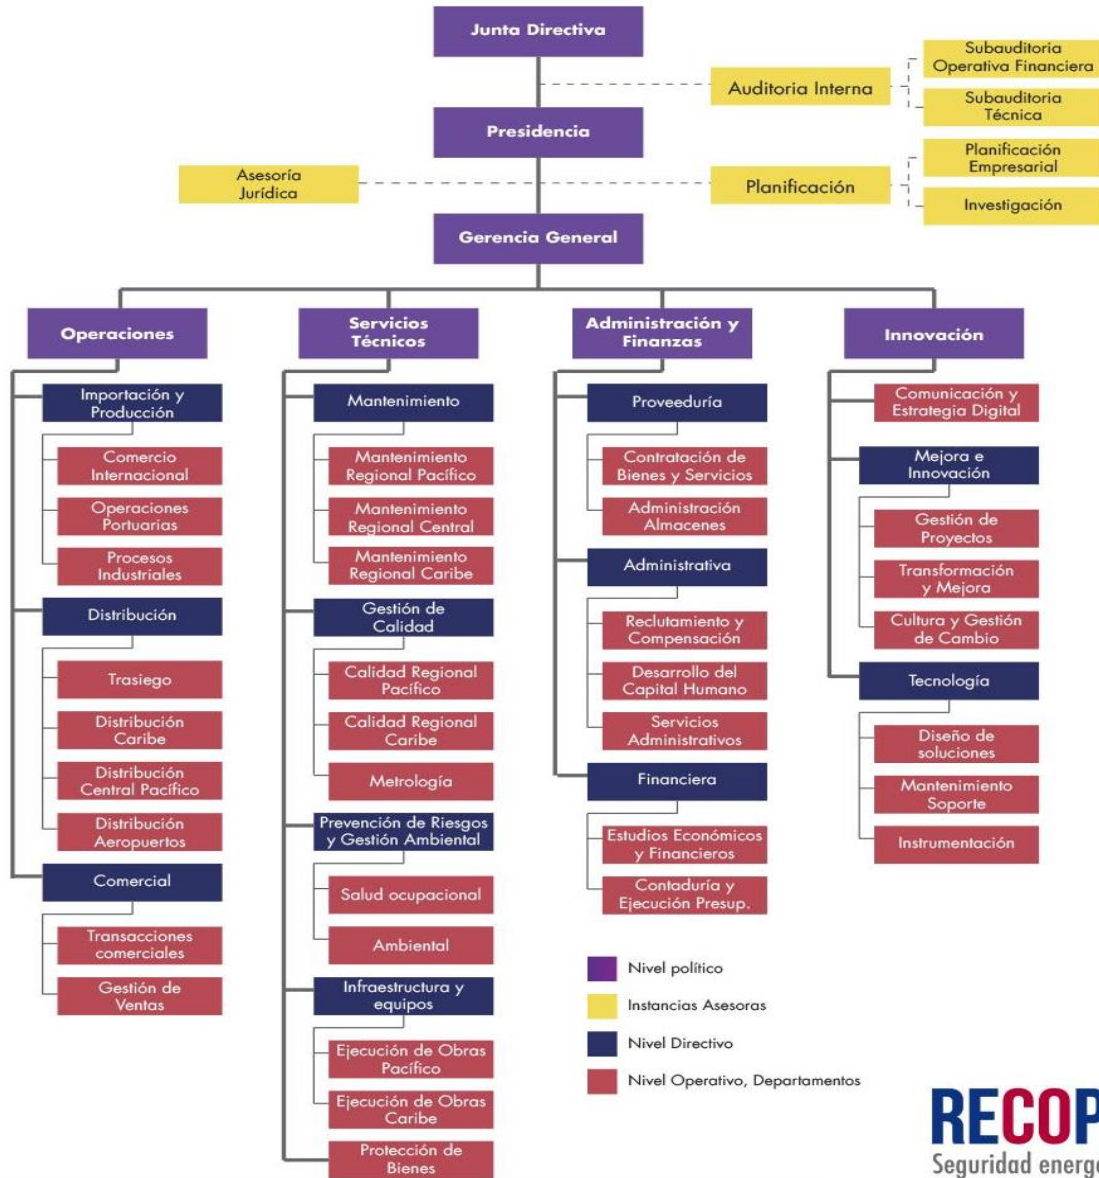 Junta Directiva
Auditoria Interna
Subauditoria
Operativa Financiera
Subauditoria
Técnica
Presidencia
Asesoría
Jurídica
Planificación
Planificación
Empresarial
Investigación
Gerencia General
Operaciones
Importación y
Producción
Comercio
Internacional
Operaciones
Portuarias
Procesos
Industriales
Distribución
Trasiego
Distribución
Caribe
Distribución
Central Pacífico
Distribución
Aeropuertos
Comercial
Transacciones
comerciales
Gestión de
Ventas
Servicios
Técnicos
Mantenimiento
Mantenimiento
Regional Pacífico
Mantenimiento
Regional Central
Mantenimiento
Regional Caribe
Gestión de
Calidad
Calidad Regional
Pacífico
Calidad Regional
Caribe
Metrología
Prevención de Riesgos
y Gestión Ambiental
Salud ocupacional
Ambiental
Infraestructura y
equipos
Ejecución de Obras
Pacífico
Ejecución de Obras
Caribe
Protección de
Bienes
Administración y
Finanzas
Proveeduría
Contratación de
Bienes y Servicios
Administración
Almacenes
Administrativa
Reclutamiento y
Compensación
Desarrollo del
Capital Humano
Servicios
Administrativos
Financiera
Estudios Económicos
y Financieros
Contaduría y
Ejecución Presup.
Innovación
Comunicación y
Estrategia Digital
Mejora e
Innovación
Gestión de
Proyectos
Transformación
y Mejora
Cultura y Gestión
de Cambio
Tecnología
Diseño de
soluciones
Mantenimiento
Soporte
Instrumentación
Nivel político
Instancias Asesoras
Nivel Directivo
Nivel Operativo, Departamentos
RECOP
Seguridad energé